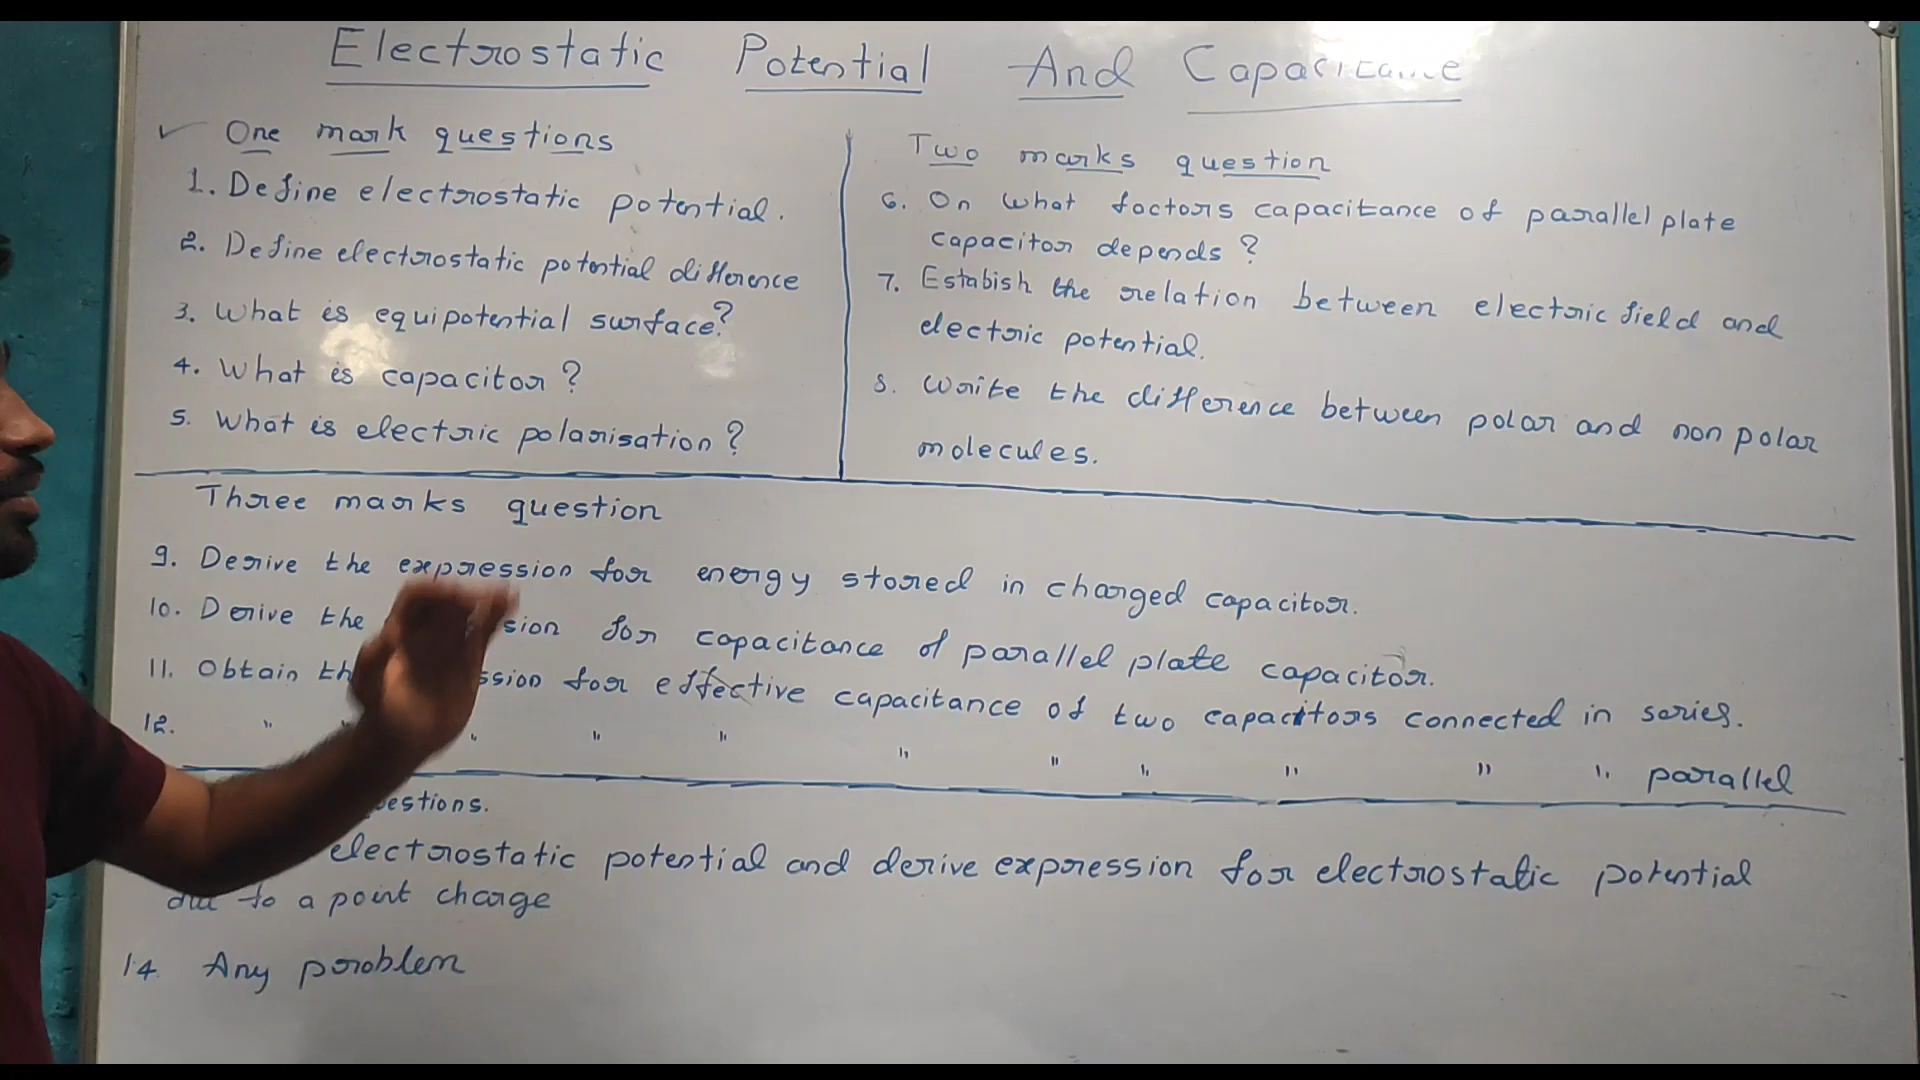 Electrostatic Potential And Capacitance
One mark questions
1. Define electrostatic potential.
2. Define electrostatic potential difference
3. What is equipotential surface?
4. What is capacitor?
5. What is electric polarisation?
Two marks question
6. On what factors capacitance of parallel plate
capacitor depends?
7. Estabish the relation between electric field and
electric potential.
8. Write the difference between polar and non polar
molecules.
Three marks question
9. Derive the expression for energy stored in charged capacitor.
10. Derive the sion for capacitance of parallel plate capacitor.
11. Obtain th ssion for effective capacitance of two capacitors connected in series.
12. " " " " " " " " " " " parallel
estions.
electrostatic potential and derive expression for electrostatic potential
due to a point charge
14. Any problem